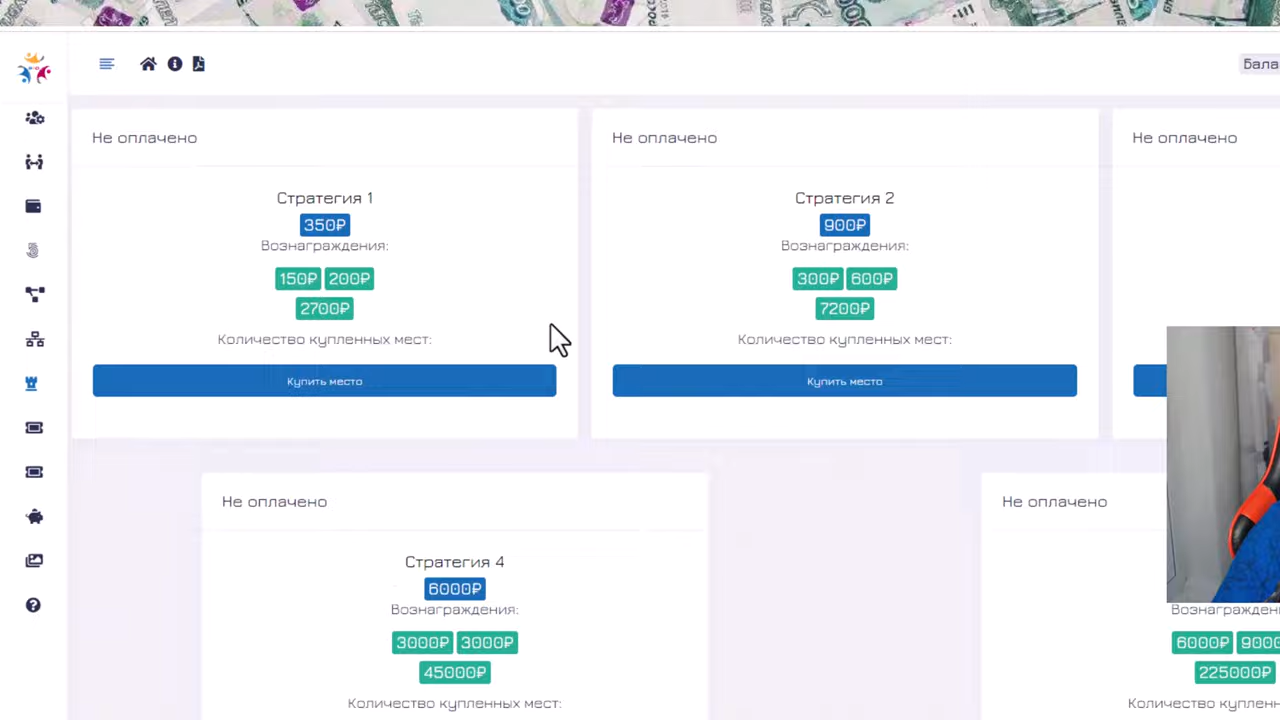 Бала
Не оплачено
Стратегия 1
350₽
Вознаграждения:
150₽ 200₽
2700₽
Количество купленных мест:
Купить место
Не оплачено
Стратегия 2
900₽
Вознаграждения:
300₽ 600₽
7200₽
Количество купленных мест:
Купить место
Не оплачено
Не оплачено
Стратегия 4
6000₽
Вознаграждения:
3000₽ 3000₽
45000₽
Количество купленных мест:
Не оплачено
Вознагражден
6000₽ 9000
225000₽
Количество куплен